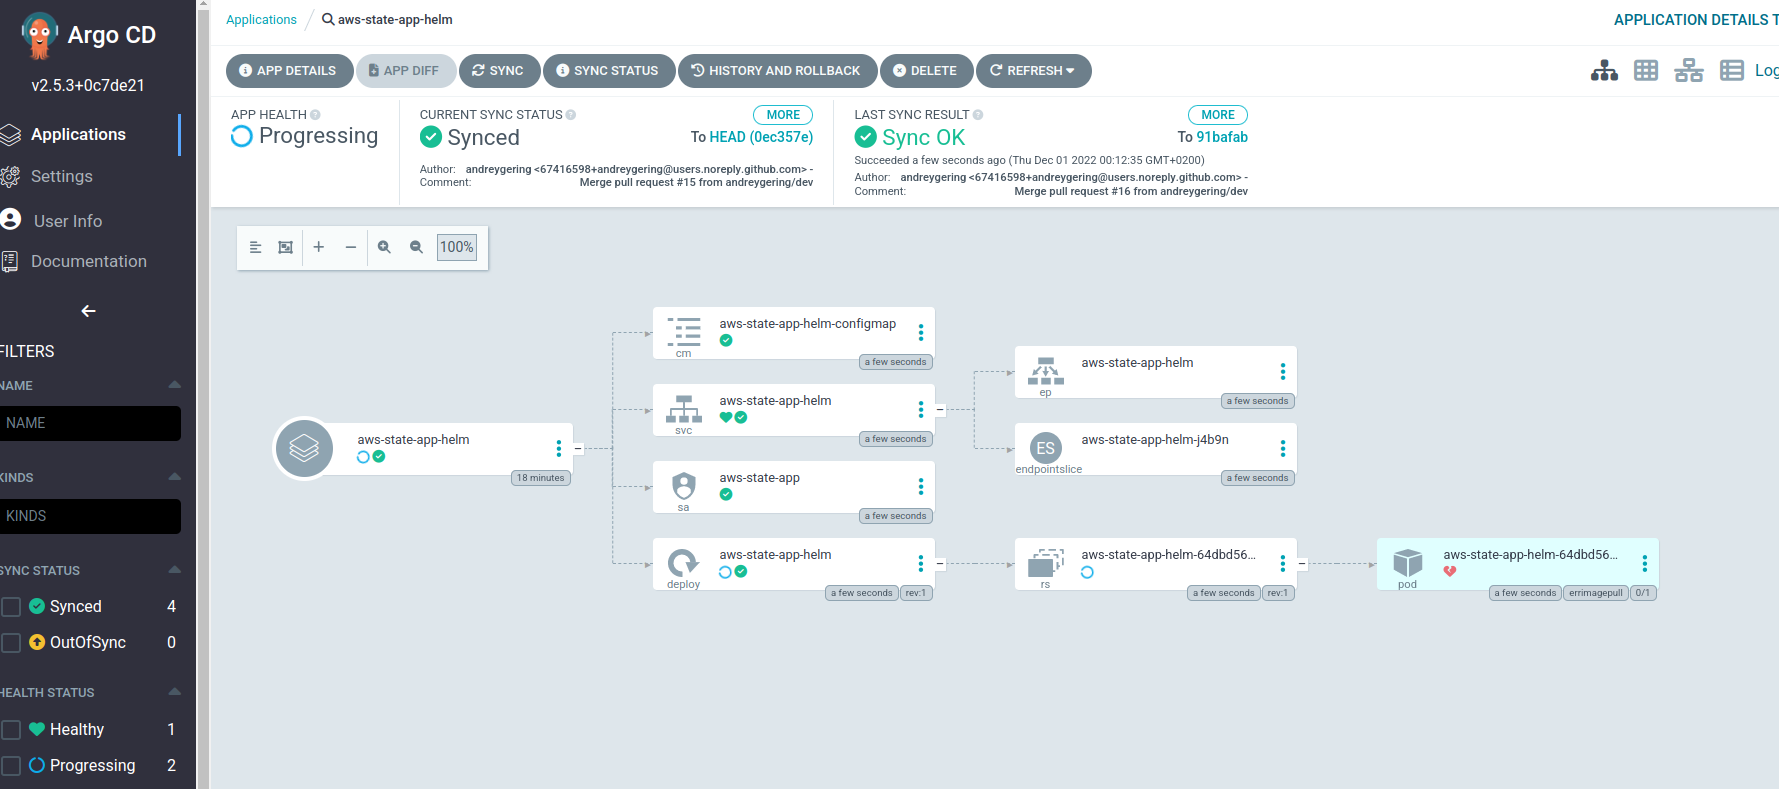 Argo CD
v2.5.3+0c7de21
Applications
Settings
User Info
Documentation
FILTERS
NAME
NAME
KINDS
KINDS
SYNC STATUS
Synced 4
OutOfSync 0
HEALTH STATUS
Healthy 1
Progressing 2
Applications / aws-state-app-helm
APPLICATION DETAILS T
APP DETAILS APP DIFF SYNC SYNC STATUS HISTORY AND ROLLBACK DELETE REFRESH
Log
APP HEALTH
Progressing
CURRENT SYNC STATUS MORE
Synced To HEAD (0ec357e)
Author: andreygering <67416598+andreygering@users.noreply.github.com> -
Comment: Merge pull request #15 from andreygering/dev
LAST SYNC RESULT MORE
Sync OK To 91bafab
Succeeded a few seconds ago (Thu Dec 01 2022 00:12:35 GMT+0200)
Author: andreygering <67416598+andreygering@users.noreply.github.com> -
Comment: Merge pull request #16 from andreygering/dev
100%
aws-state-app-helm
18 minutes
aws-state-app-helm-configmap
cm
a few seconds
aws-state-app-helm
svc
a few seconds
aws-state-app
sa
a few seconds
aws-state-app-helm
deploy
a few seconds rev:1
aws-state-app-helm
ep
a few seconds
ES
aws-state-app-helm-j4b9n
endpointslice
a few seconds
aws-state-app-helm-64dbd56...
rs
a few seconds rev:1
aws-state-app-helm-64dbd56...
pod
a few seconds errimagepull 0/1